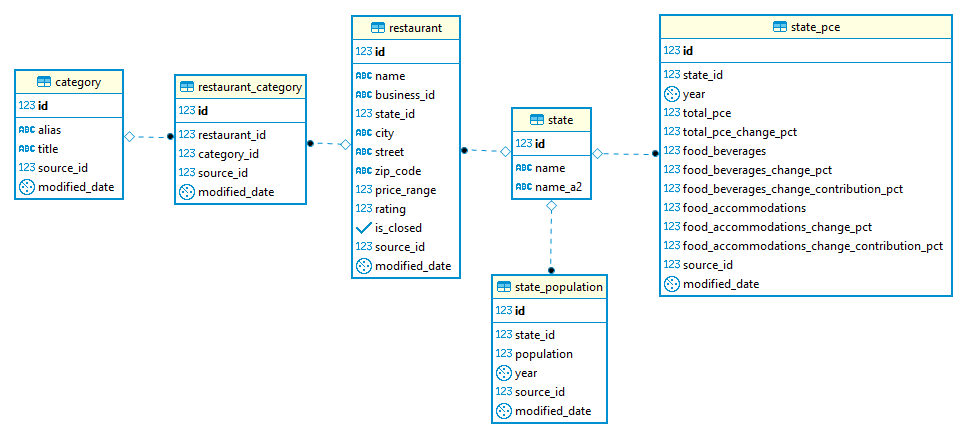 category
123 id
ABC alias
ABC title
123 source_id
modified_date
restaurant_category
123 id
123 restaurant_id
123 category_id
123 source_id
modified_date
restaurant
123 id
ABC name
ABC business_id
123 state_id
ABC city
ABC street
ABC zip_code
123 price_range
123 rating
is_closed
123 source_id
modified_date
state
123 id
ABC name
ABC name_a2
state_population
123 id
123 state_id
123 population
year
123 source_id
modified_date
state_pce
123 id
123 state_id
year
123 total_pce
123 total_pce_change_pct
123 food_beverages
123 food_beverages_change_pct
123 food_beverages_change_contribution_pct
123 food_accommodations
123 food_accommodations_change_pct
123 food_accommodations_change_contribution_pct
123 source_id
modified_date